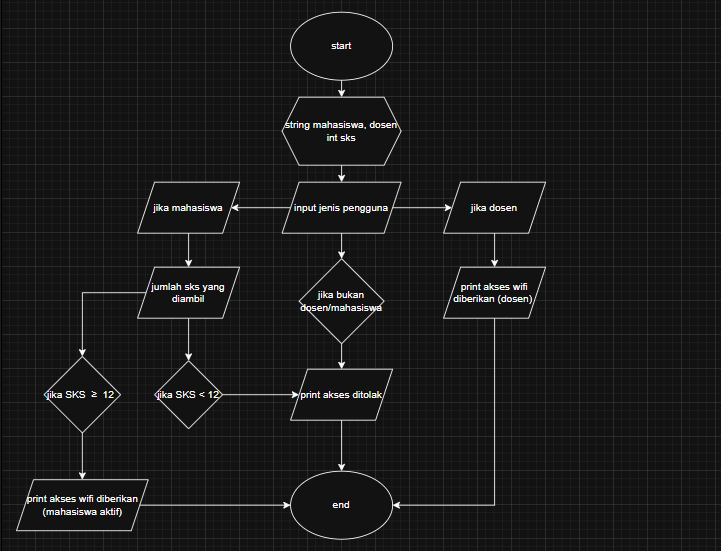 start
string mahasiswa, dosen
int sks
jika mahasiswa
input jenis pengguna
jika dosen
jumlah sks yang
diambil
jika bukan
dosen/mahasiswa
print akses wifi
diberikan (dosen)
jika SKS ≥ 12
jika SKS < 12
print akses ditolak
print akses wifi diberikan
(mahasiswa aktif)
end